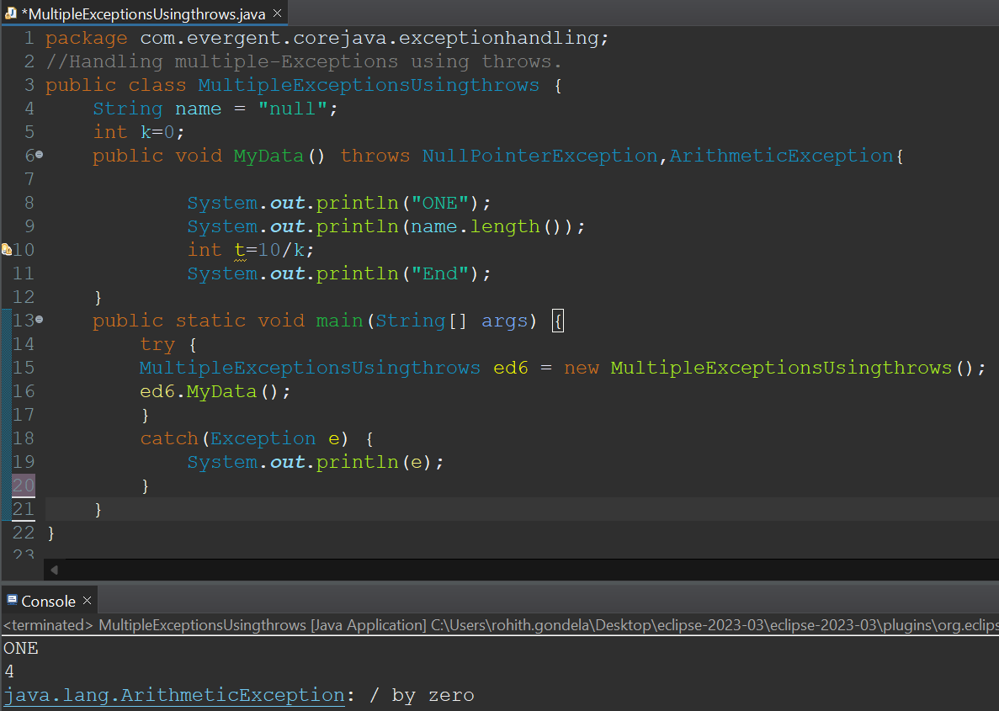 *MultipleExceptionsUsingthrows.java ×
1 package com.evergent.corejava.exceptionhandling;
2 //Handling multiple-Exceptions using throws.
3 public class MultipleExceptionsUsingthrows {
4 String name = "null";
5 int k=0;
6 public void MyData() throws NullPointerException,ArithmeticException{
7
8 System.out.println("ONE");
9 System.out.println(name.length());
10 int t=10/k;
11 System.out.println("End");
12 }
13 public static void main(String[] args) {
14 try {
15 MultipleExceptionsUsingthrows ed6 = new MultipleExceptionsUsingthrows();
16 ed6.MyData();
17 }
18 catch(Exception e) {
19 System.out.println(e);
20 }
21 }
22 }
23
Console ×
<terminated> MultipleExceptionsUsingthrows [Java Application] C:\Users\rohith.gondela\Desktop\eclipse-2023-03\eclipse-2023-03\plugins\org.eclips
ONE
4
java.lang.ArithmeticException: / by zero